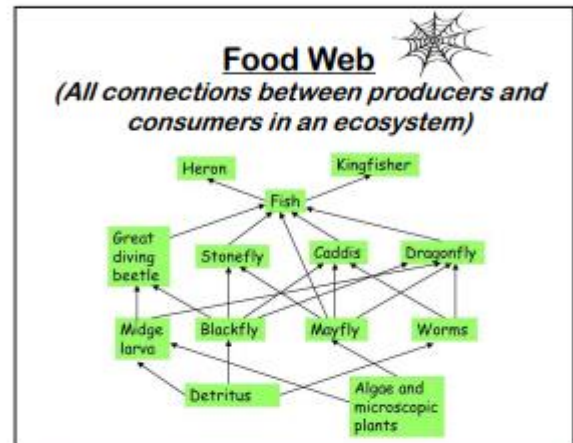 Food Web
(All connections between producers and
consumers in an ecosystem)
Heron
Kingfisher
Fish
Great
diving
beetle
Stonefly
Caddis
Dragonfly
Midge
larva
Blackfly
Mayfly
Worms
Detritus
Algae and
microscopic
plants